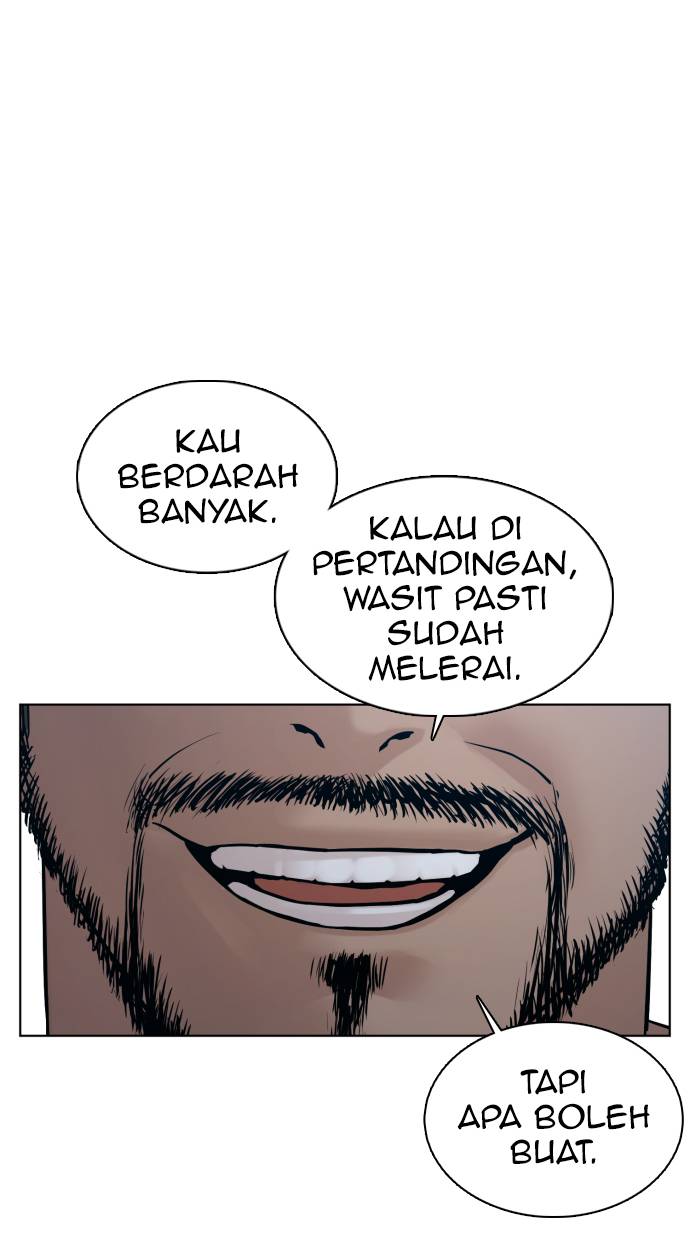 KAU
BERDARAH
BANYAK.
KALAU DI
PERTANDINGAN,
WASIT PASTI
SUDAH
MELERAI.
TAPI
APA BOLEH
BUAT.